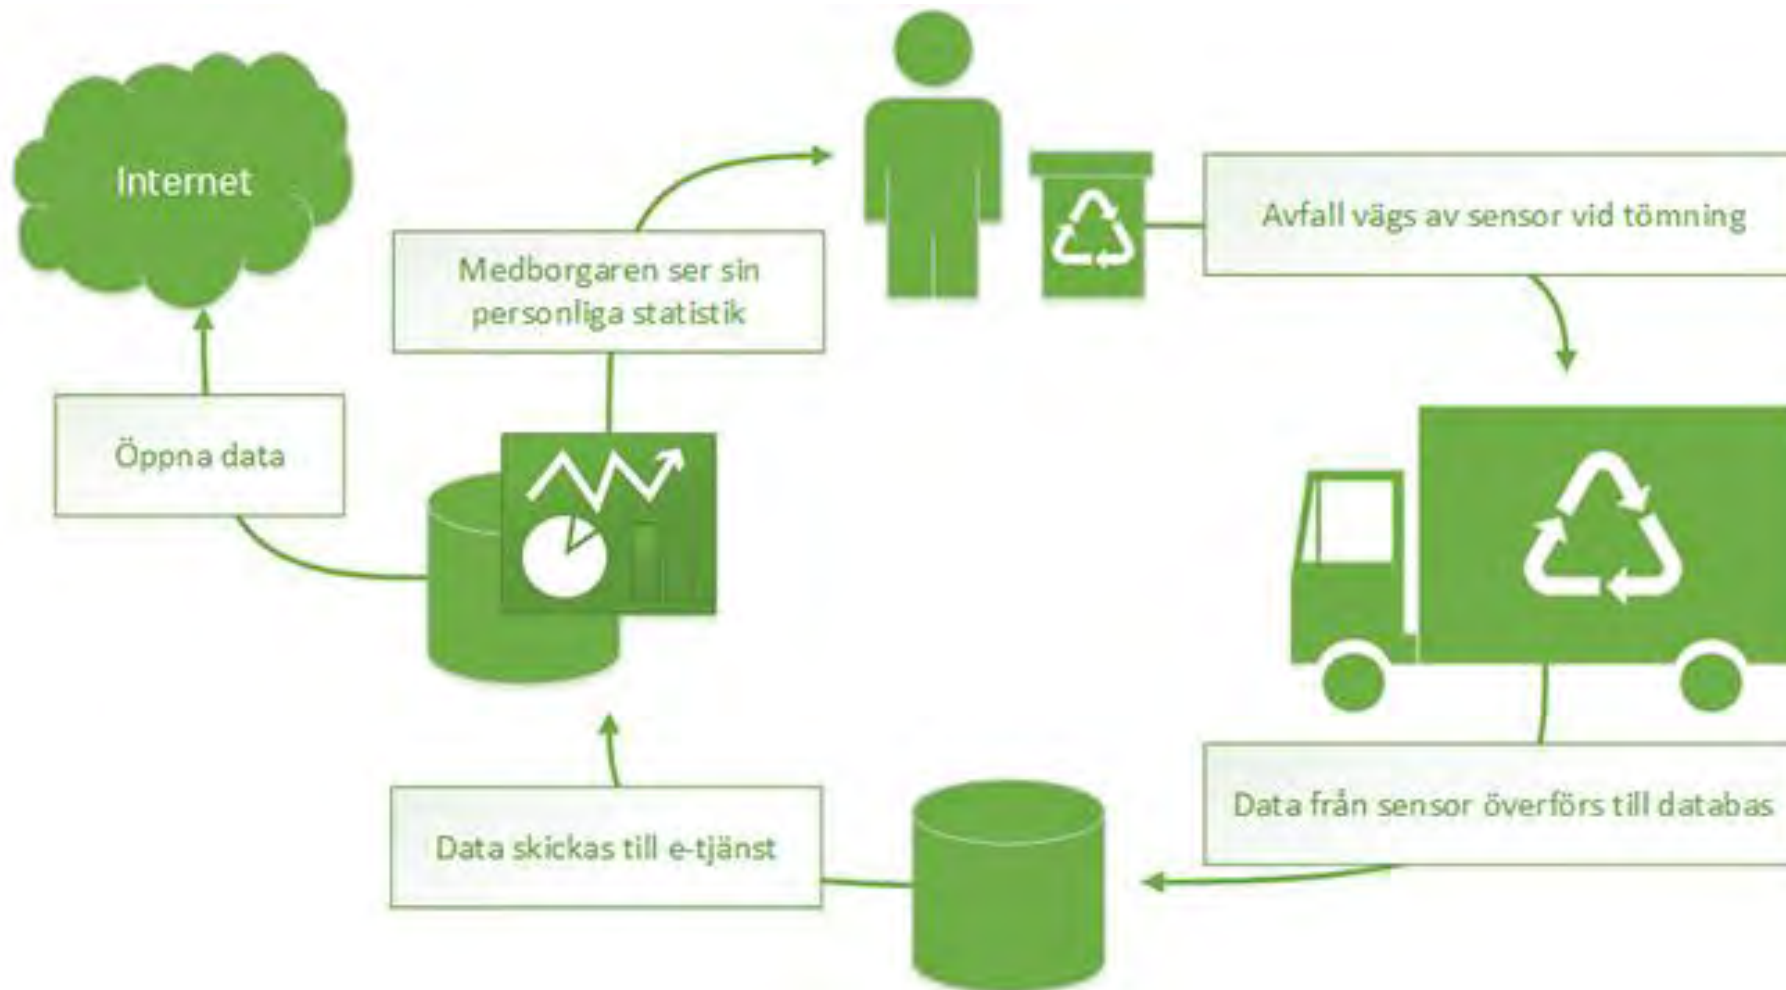 Internet
Medborgaren ser sin
personliga statistik
Avfall vägs av sensor vid tömning
Öppna data
Data från sensor överförs till databas
Data skickas till e-tjänst